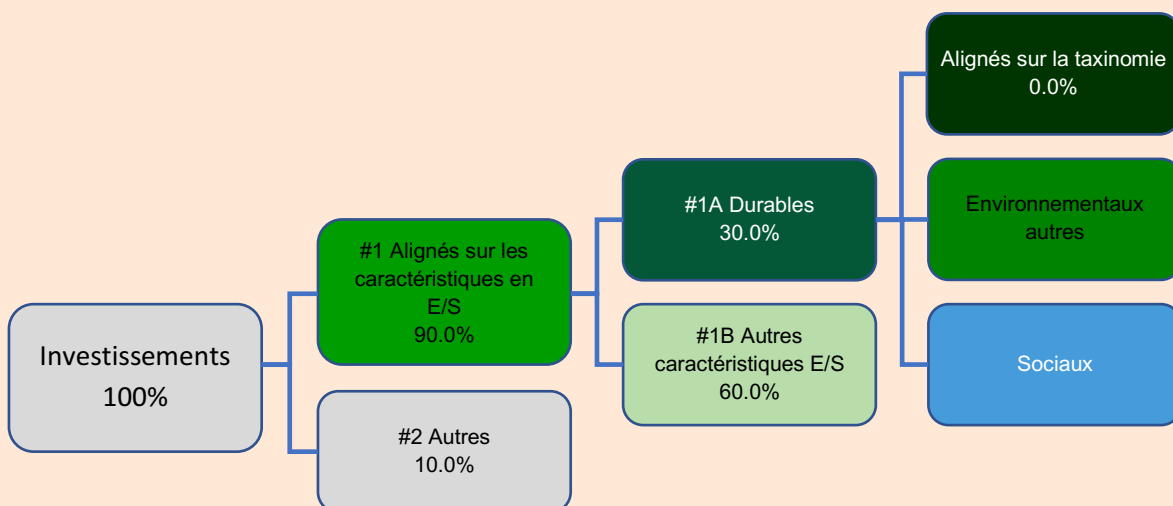 Investissements
100%
#1 Alignés sur les
caractéristiques en
E/S
90.0%
#2 Autres
10.0%
#1A Durables
30.0%
#1B Autres
caractéristiques E/S
60.0%
Alignés sur la taxinomie
0.0%
Environnementaux
autres
Sociaux